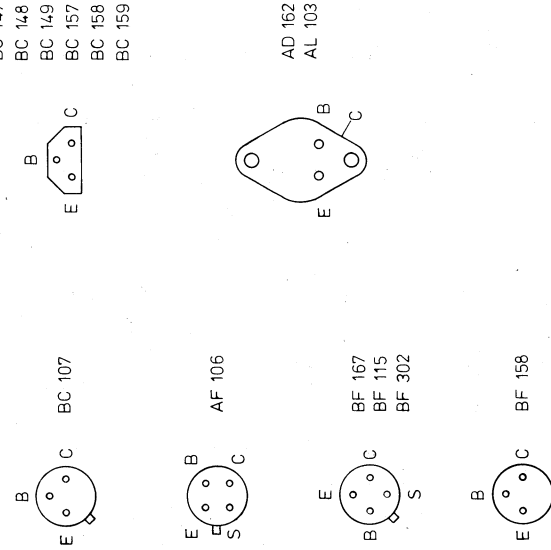 B
E C
BC 107
E B
S C
AF 106
E
B C
S
BF 167
BF 115
BF 302
B
E C
BF 158
B
E C
BC 148
BC 149
BC 157
BC 158
BC 159
E B
C
AD 162
AL 103